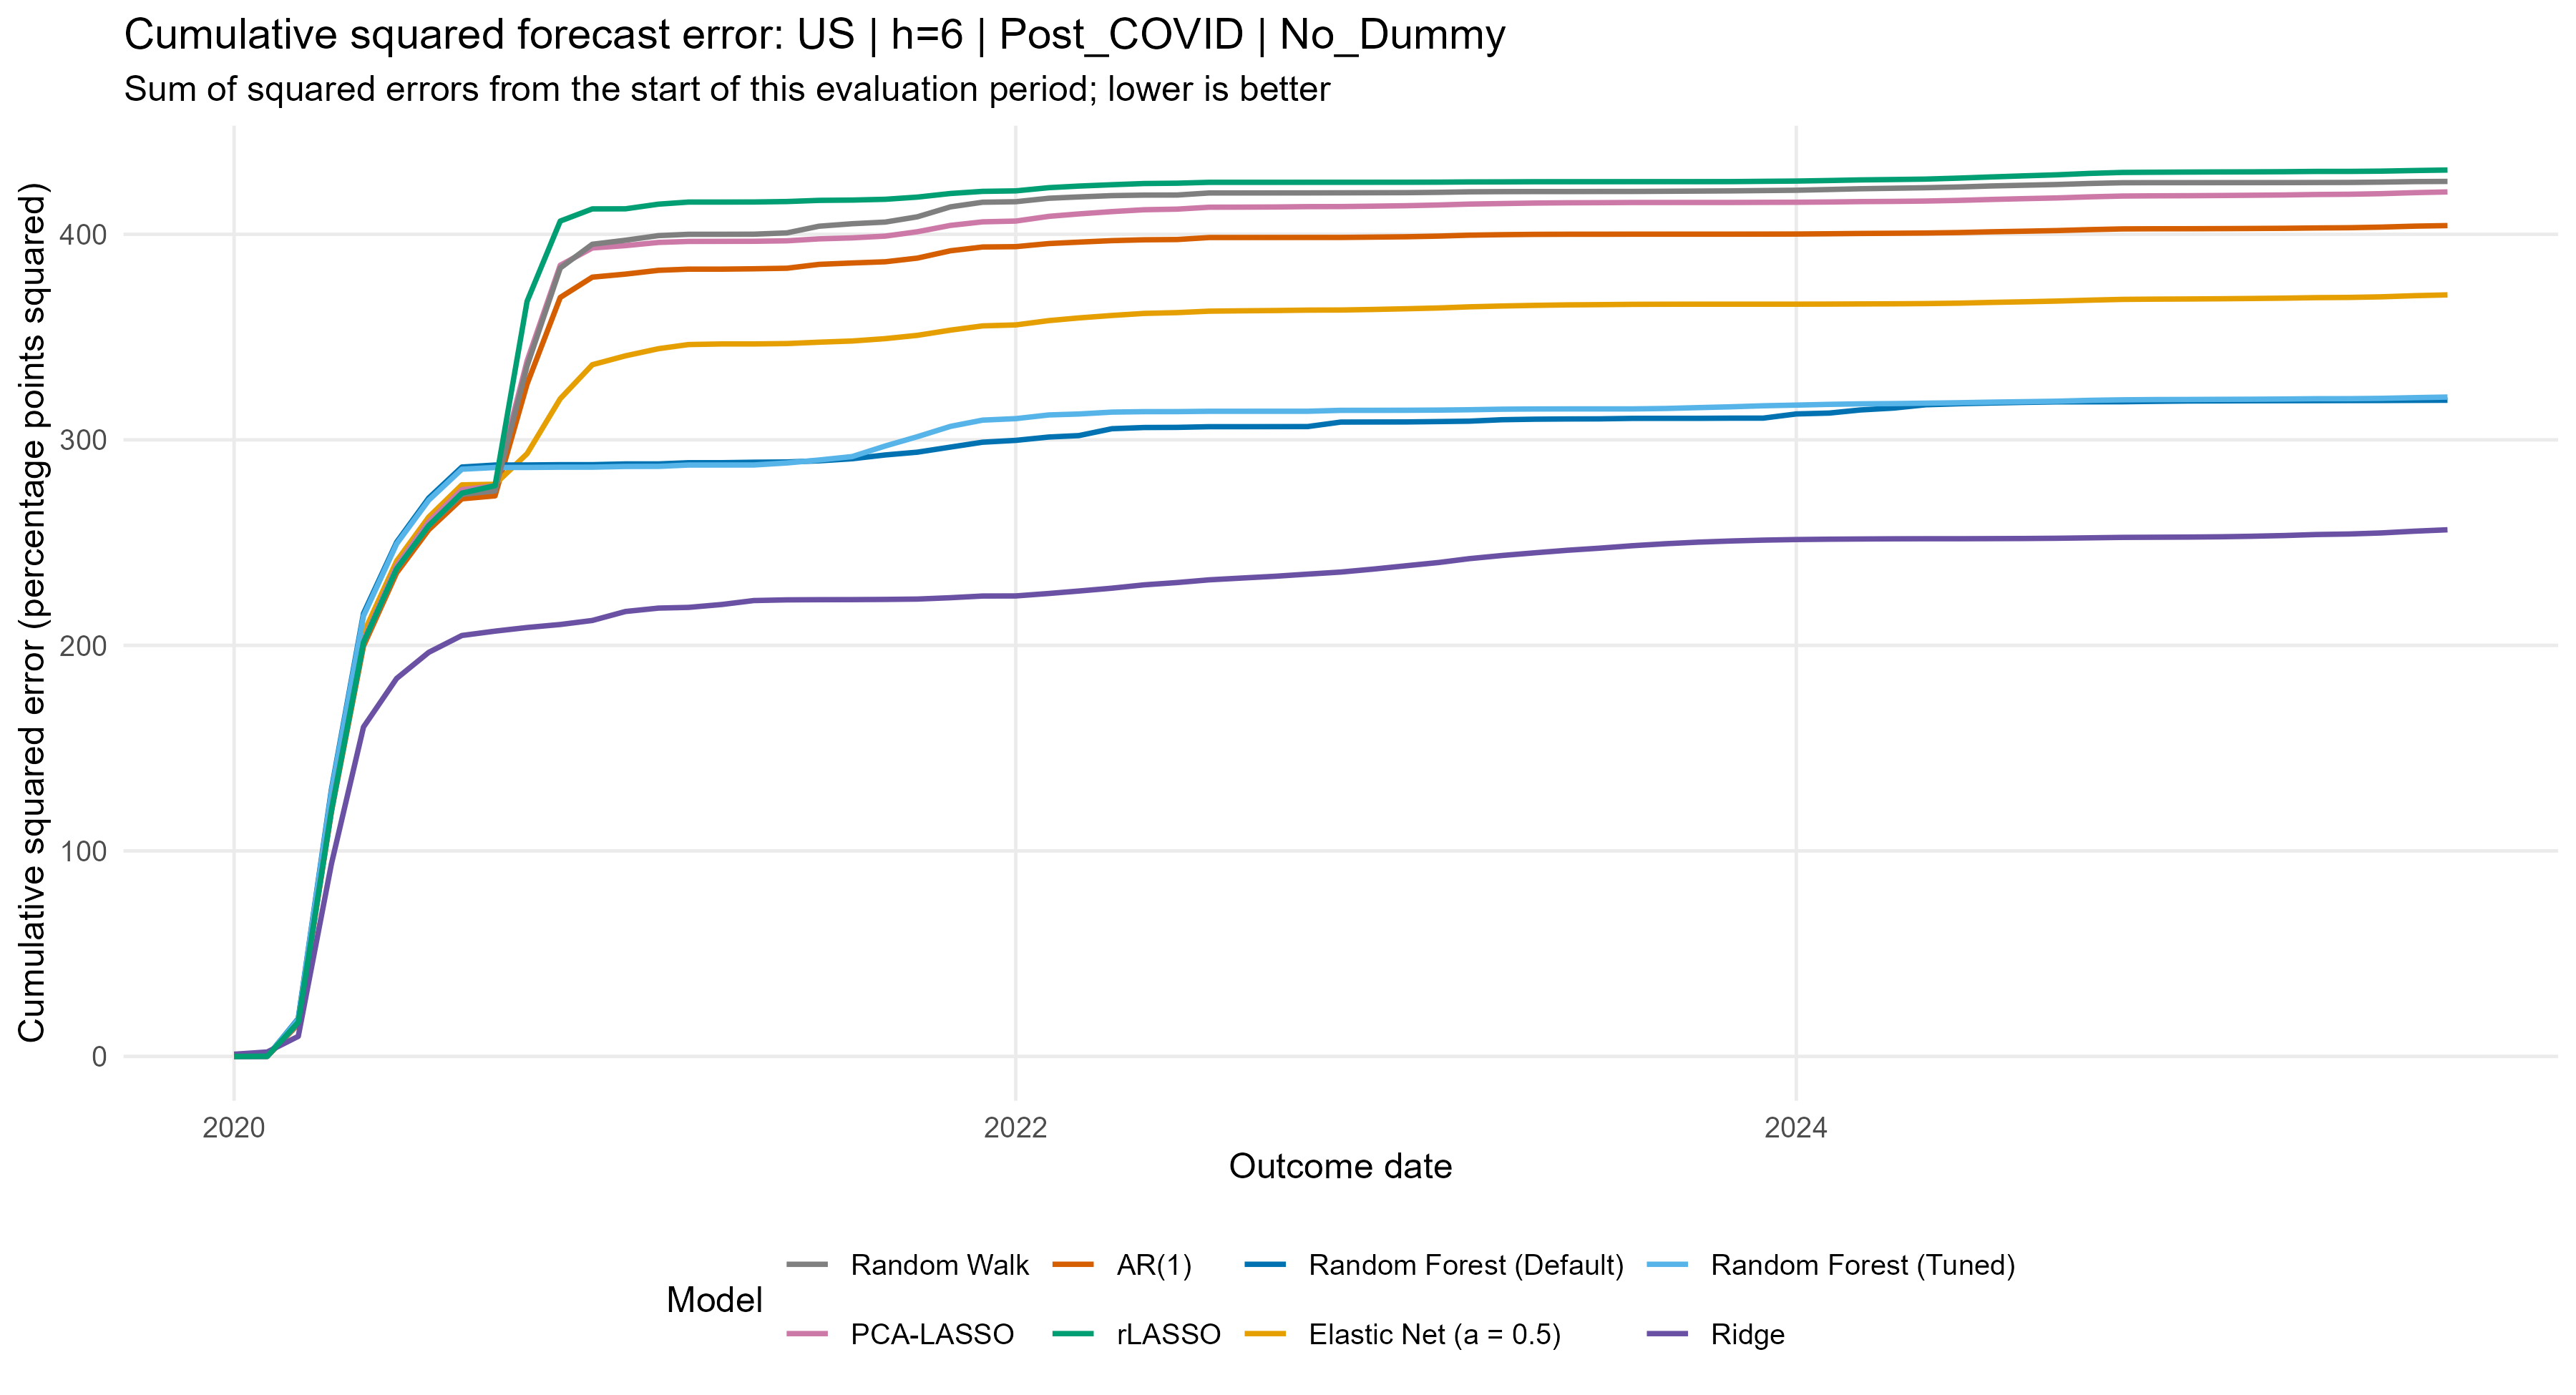 Cumulative squared forecast error: US | h=6 | Post_COVID | No_Dummy
Sum of squared errors from the start of this evaluation period; lower is better
Cumulative squared error (percentage points squared)
400
300
200
100
0
2020 2022 2024
Outcome date
Model
Random Walk AR(1) Random Forest (Default) Random Forest (Tuned)
PCA-LASSO rLASSO Elastic Net (a = 0.5) Ridge